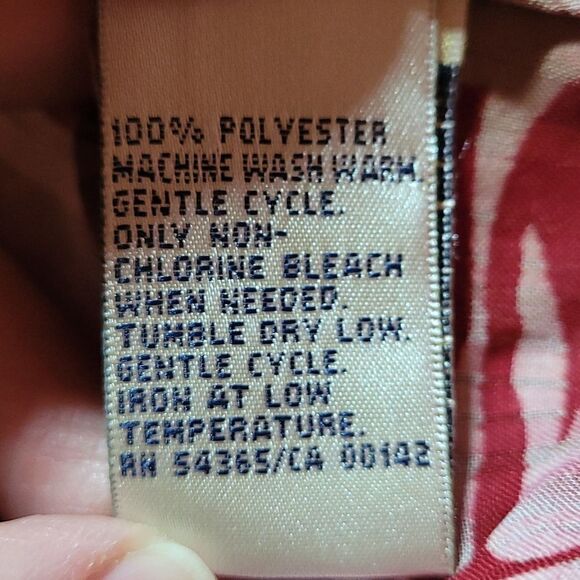 100% POLYESTER
MACHINE WASH WARM.
GENTLE CYCLE.
ONLY NON-
CHLORINE BLEACH
WHEN NEEDED.
TUMBLE DRY LOW.
GENTLE CYCLE.
IRON AT LOW
TEMPERATURE.
RN 54365/CA 00142